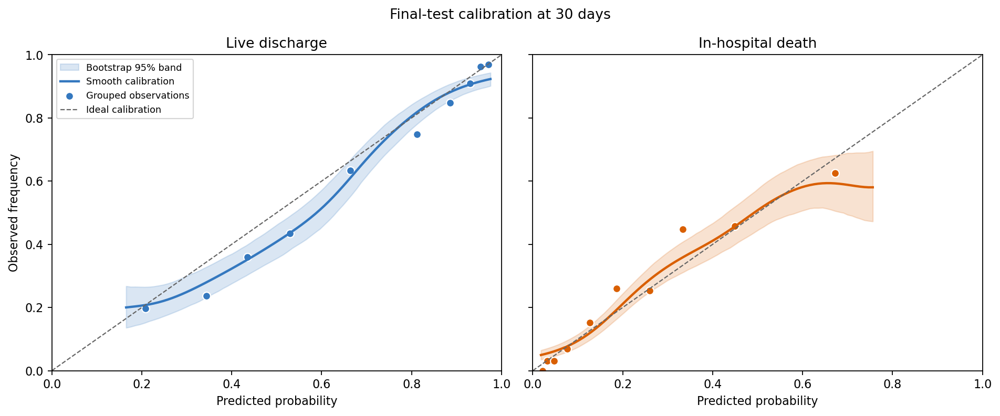 Final-test calibration at 30 days
Live discharge
Bootstrap 95% band
Smooth calibration
Grouped observations
Ideal calibration
Observed frequency
1.0
0.8
0.6
0.4
0.2
0.0
0.0 0.2 0.4 0.6 0.8 1.0
Predicted probability
In-hospital death
0.0 0.2 0.4 0.6 0.8 1.0
Predicted probability